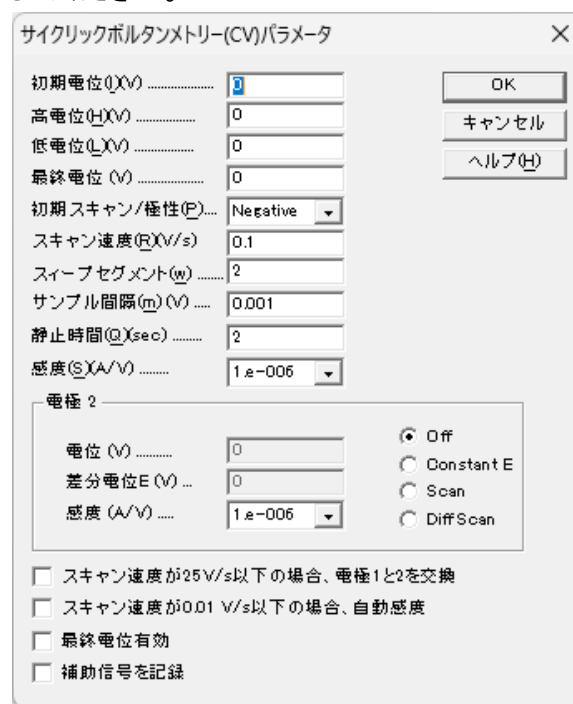 サイクリックボルタンメトリー(CV)パラメータ
初期電位(I)(V) .................. 0
OK
高電位(H)(V) ................ 0
キャンセル
低電位(L)(V) ................ 0
ヘルプ(H)
最終電位 (V) .................. 0
初期スキャン/極性(P).... Negative
スキャン速度(R)(V/s) 0.1
スィープセグメント(w) ........ 2
サンプル間隔(m) (V) ..... 0.001
静止時間(Q)(sec) ........ 2
感度(S)(A/V) ........ 1.e-006
電極 2
電位 (V) .......... 0
差分電位E (V) ... 0
感度 (A/V) ..... 1.e-006
Off
Constant E
Scan
Diff Scan
スキャン速度が25V/s以下の場合、電極1と2を交換
スキャン速度が0.01 V/s以下の場合、自動感度
最終電位有効
補助信号を記録